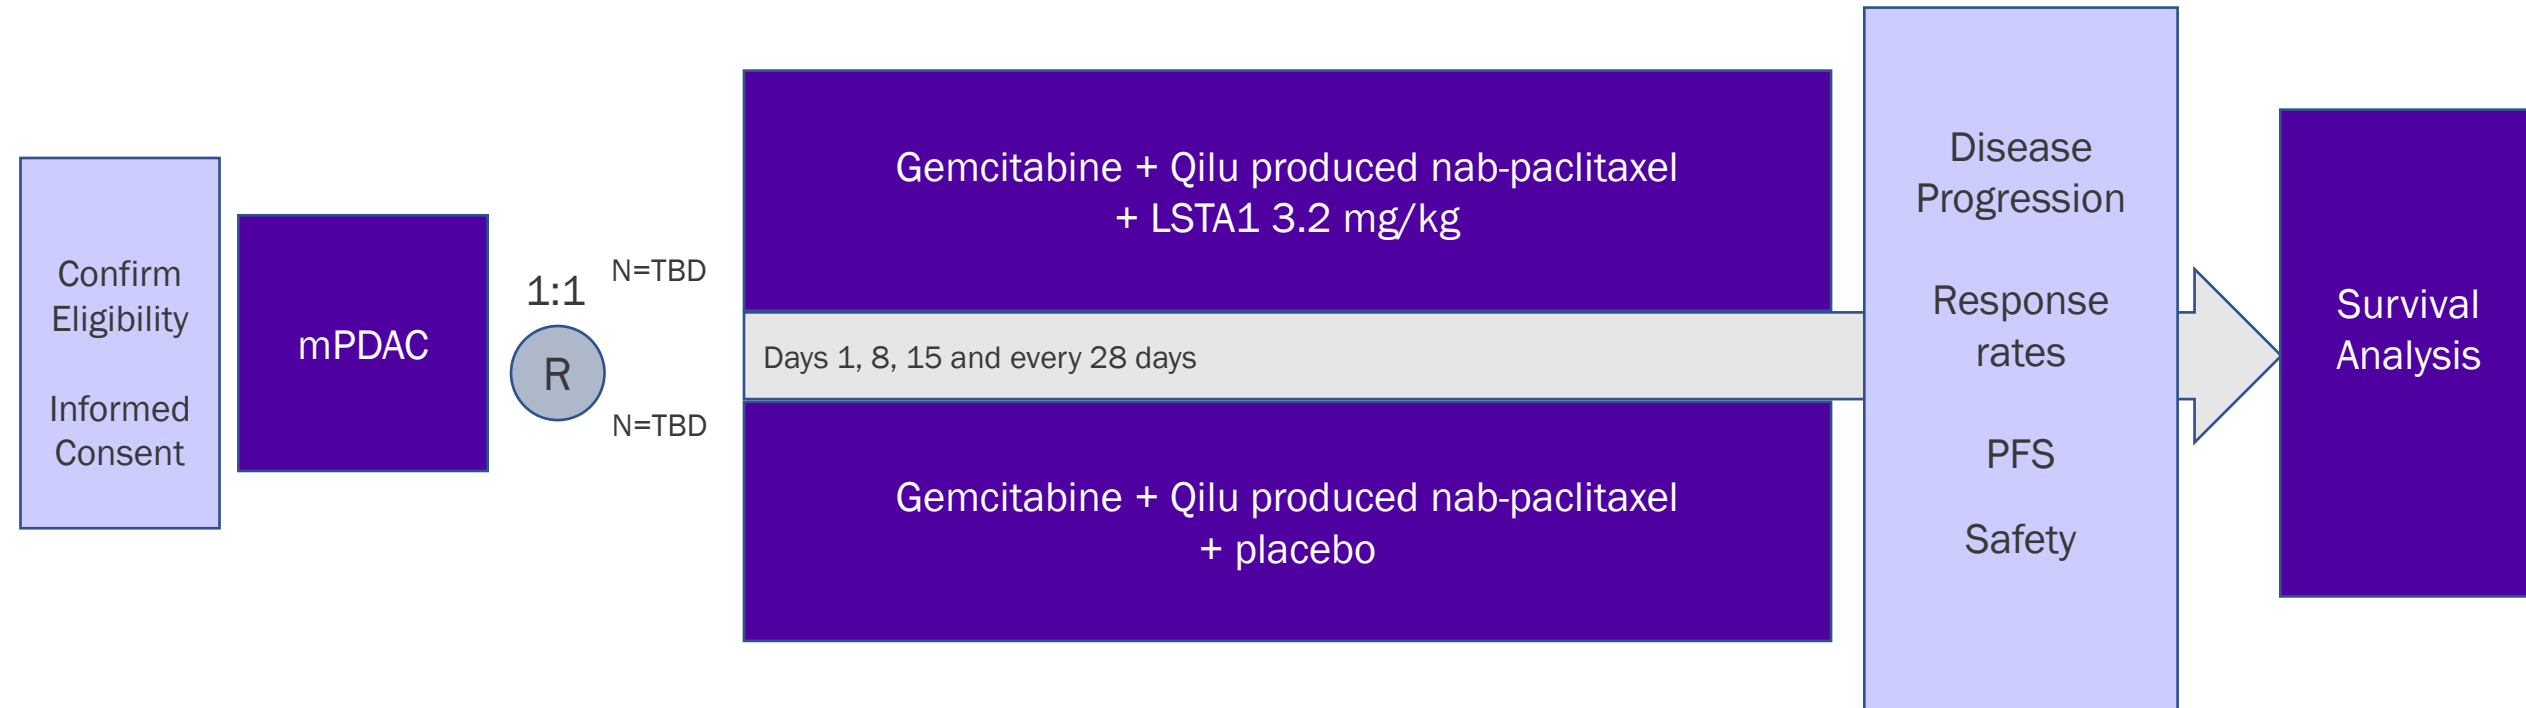 Confirm
Eligibility
Informed
Consent
mPDAC
1:1
R
N=TBD
N=TBD
Gemcitabine + Qilu produced nab-paclitaxel
+ LSTA1 3.2 mg/kg
Days 1, 8, 15 and every 28 days
Gemcitabine + Qilu produced nab-paclitaxel
+ placebo
Disease
Progression
Response
rates
PFS
Safety
Survival
Analysis